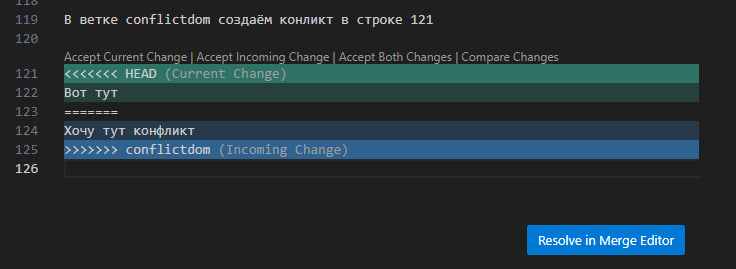 118
119 В ветке conflictdom создаём конликт в строке 121
120
Accept Current Change | Accept Incoming Change | Accept Both Changes | Compare Changes
121 <<<<<<< HEAD (Current Change)
122 Вот тут
123 =======
124 Хочу тут конфликт
125 >>>>>>> conflictdom (Incoming Change)
126
Resolve in Merge Editor